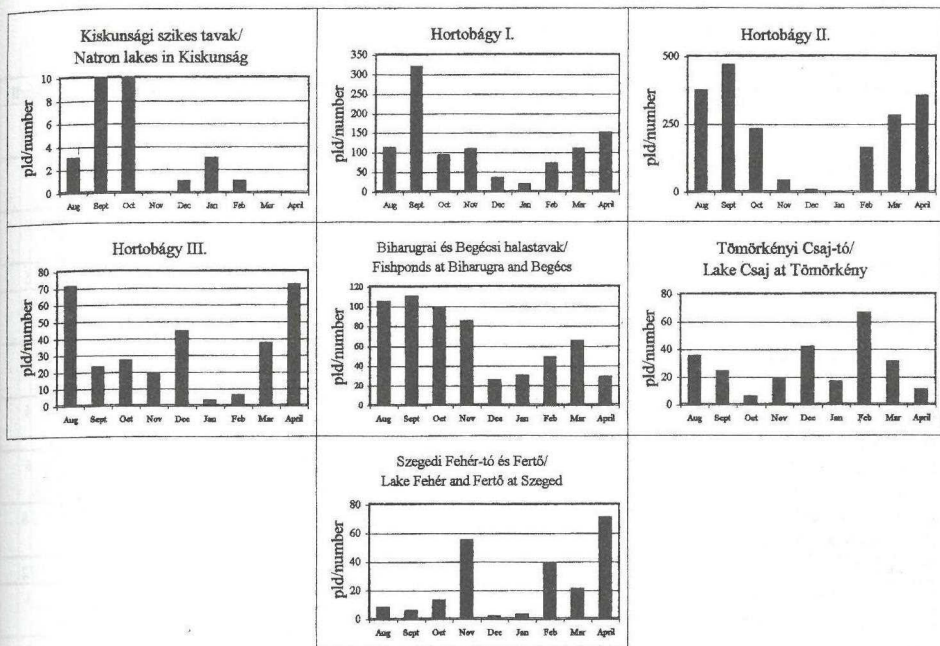 Kiskunsági szikes tavak/
Natron lakes in Kiskunság
pld/number
10
8
6
4
2
0
Aug Sept Oct Nov Dec Jan Feb Mar April
Hortobágy I.
pld/number
350
300
250
200
150
100
50
0
Aug Sept Oct Nov Dec Jan Feb Mar April
Hortobágy II.
pld/number
500
250
0
Aug Sept Oct Nov Dec Jan Feb Mar April
Hortobágy III.
pld/number
80
70
60
50
40
30
20
10
0
Aug Sept Oct Nov Dec Jan Feb Mar April
Biharugrai és Begécsi halastavak/
Fishponds at Biharugra and Begécs
pld/number
120
100
80
60
40
20
0
Aug Sept Oct Nov Dec Jan Feb Mar April
Tömörkényi Csaj-tó/
Lake Csaj at Tömörkény
pld/number
80
60
40
20
0
Aug Sept Oct Nov Dec Jan Feb Mar April
Szegedi Fehér-tó és Fertő/
Lake Fehér and Fertő at Szeged
pld/number
80
60
40
20
0
Aug Sept Oct Nov Dec Jan Feb Mar April